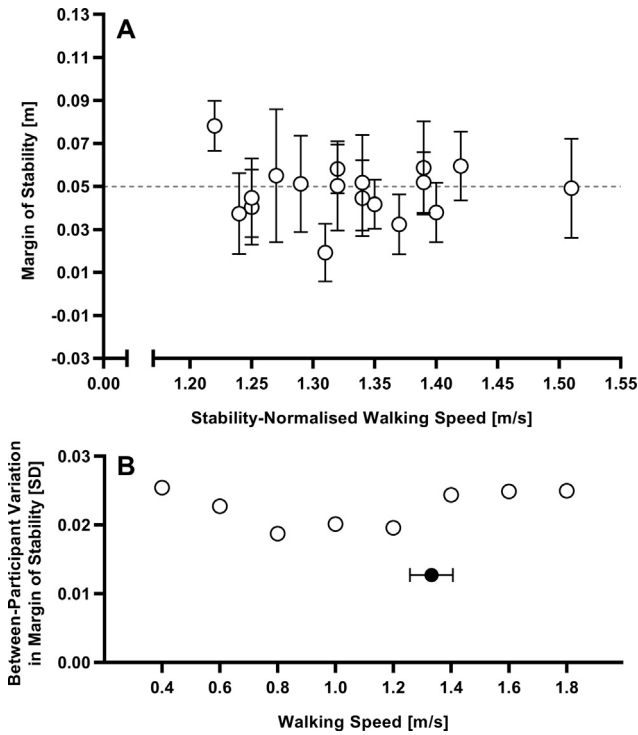 A
Margin of Stability [m]
0.13
0.11
0.09
0.07
0.05
0.03
0.01
-0.01
-0.03
0.00 1.20 1.25 1.30 1.35 1.40 1.45 1.50 1.55
Stability-Normalised Walking Speed [m/s]
B
Between-Participant Variation
in Margin of Stability [SD]
0.03
0.02
0.01
0.00
0.4 0.6 0.8 1.0 1.2 1.4 1.6 1.8
Walking Speed [m/s]